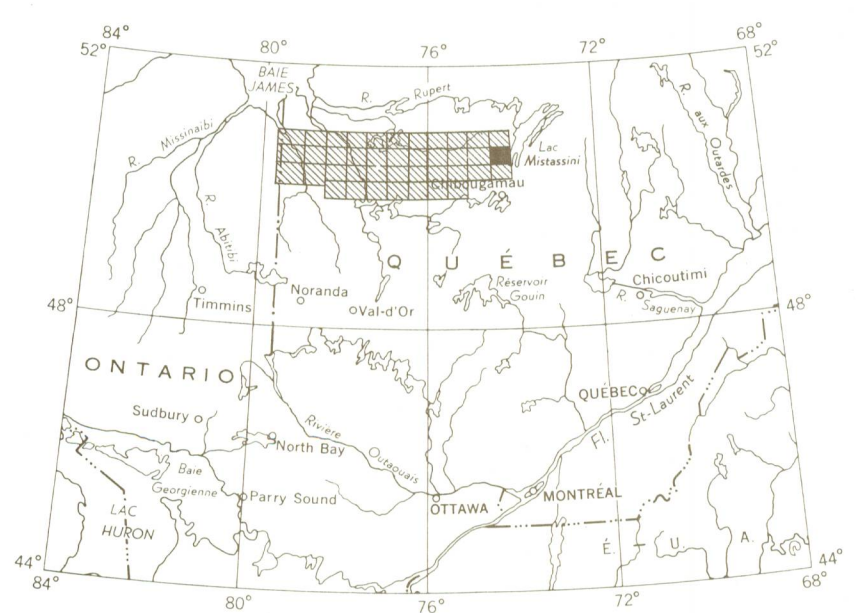 84°
80°
76°
72°
68°
52°
52°
BAIE
JAMES
R. Rupert
R. Missinaibi
Lac
Mistassini
R. aux Outardes
Chibougamau
R. Abitibi
QUÉBEC
Chicoutimi
Réservoir
Gouin
R. Saguenay
Noranda
Timmins
Val-d'Or
48°
48°
ONTARIO
QUÉBEC
Fl. St-Laurent
Sudbury
Rivière Outaouais
North Bay
Baie
Georgienne
Parry Sound
OTTAWA
MONTRÉAL
LAC
HURON
É. U. A.
44°
44°
84°
80°
76°
72°
68°